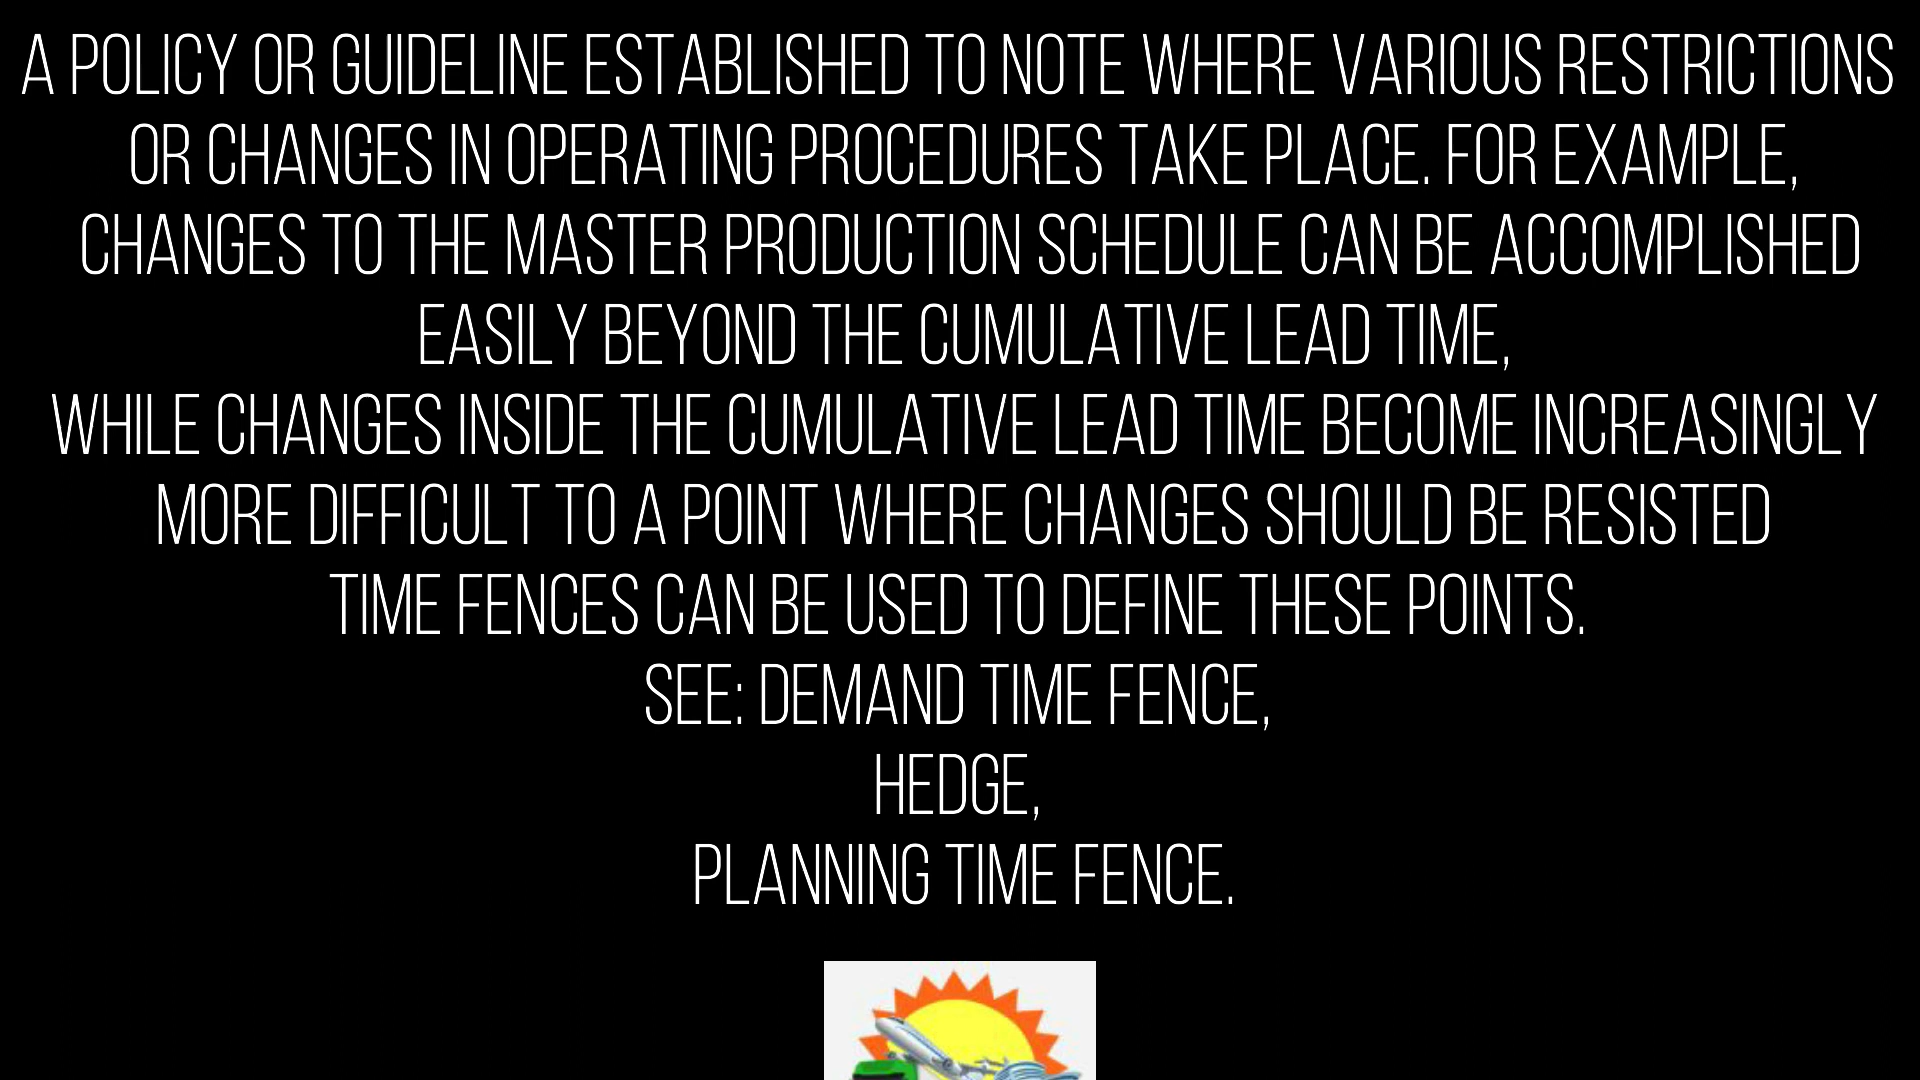 A POLICY OR GUIDELINE ESTABLISHED TO NOTE WHERE VARIOUS RESTRICTIONS
OR CHANGES IN OPERATING PROCEDURES TAKE PLACE. FOR EXAMPLE,
CHANGES TO THE MASTER PRODUCTION SCHEDULE CAN BE ACCOMPLISHED
EASILY BEYOND THE CUMULATIVE LEAD TIME,
WHILE CHANGES INSIDE THE CUMULATIVE LEAD TIME BECOME INCREASINGLY
MORE DIFFICULT TO A POINT WHERE CHANGES SHOULD BE RESISTED
TIME FENCES CAN BE USED TO DEFINE THESE POINTS.
SEE: DEMAND TIME FENCE,
HEDGE,
PLANNING TIME FENCE.